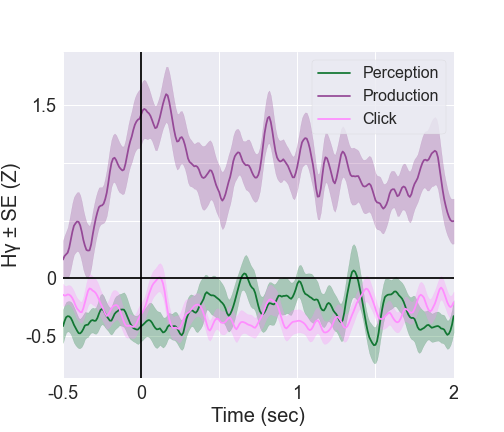 Perception
Production
Click
Hγ ± SE (Z)
1.5
0
-0.5
-0.5 0 1 2
Time (sec)